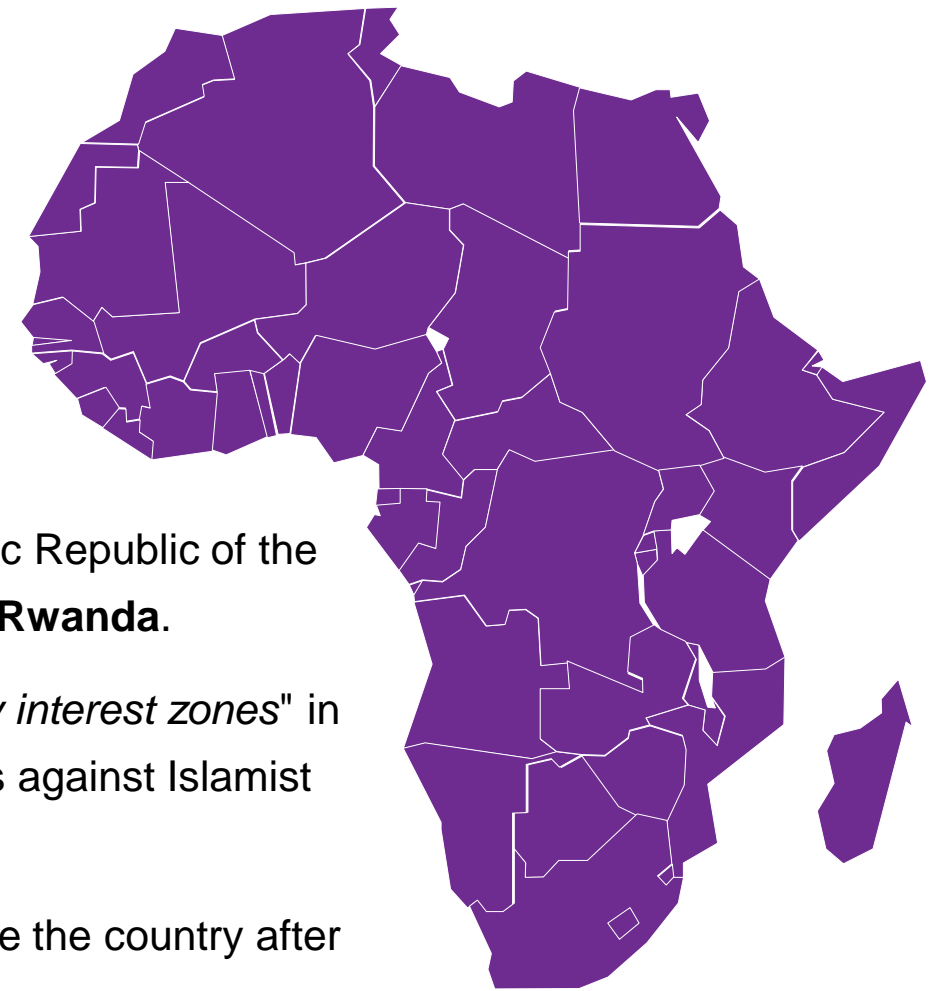 c Republic of the
Rwanda.
interest zones" in
s against Islamist
e the country after